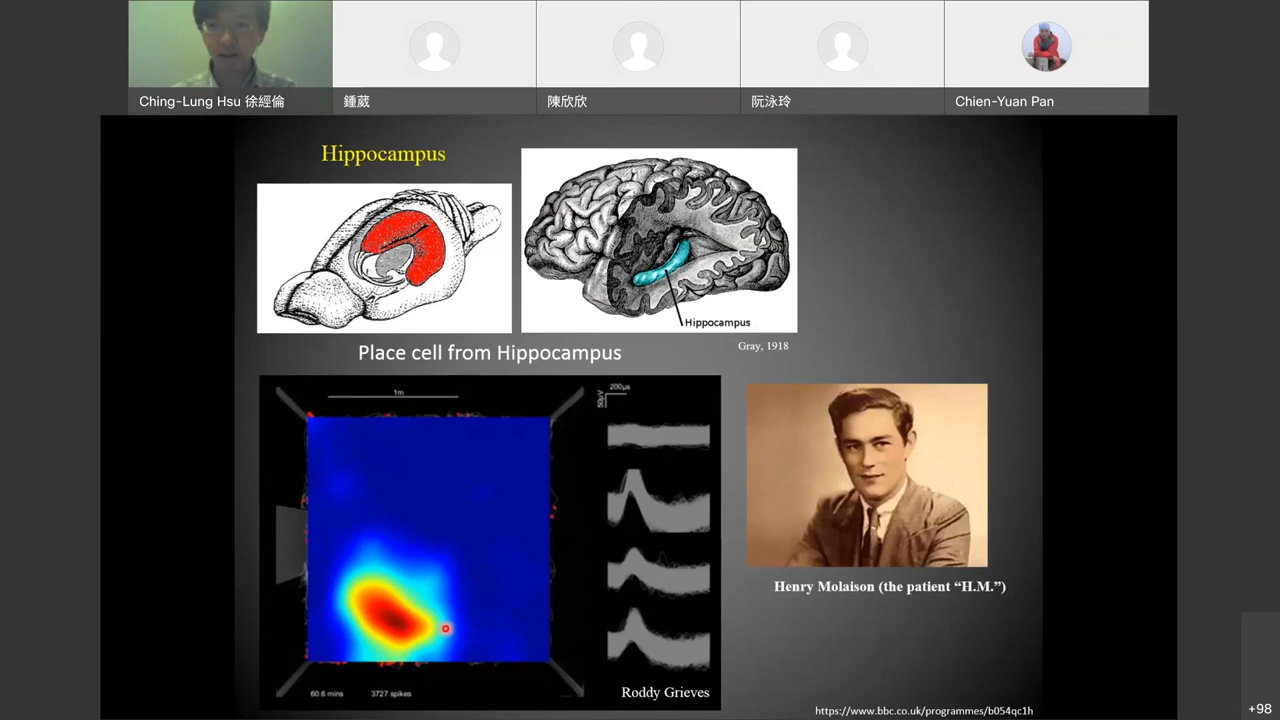 Ching-Lung Hsu 徐經倫
鍾葳
陳欣欣
阮泳玲
Chien-Yuan Pan
Hippocampus
Hippocampus
Gray, 1918
Place cell from Hippocampus
1m
200µs
50µV
60.6 mins
3727 spikes
Roddy Grieves
Henry Molaison (the patient “H.M.”)
https://www.bbc.co.uk/programmes/b054qc1h
+98